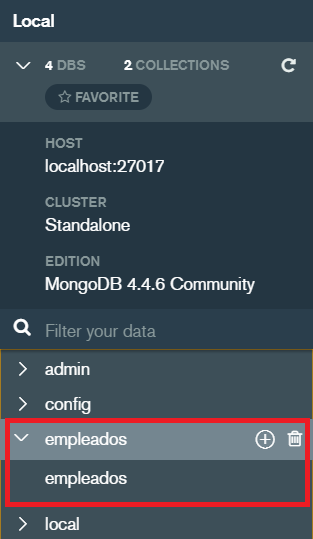 Local
4 DBS 2 COLLECTIONS
FAVORITE
HOST
localhost:27017
CLUSTER
Standalone
EDITION
MongoDB 4.4.6 Community
Filter your data
admin
config
empleados
empleados
local